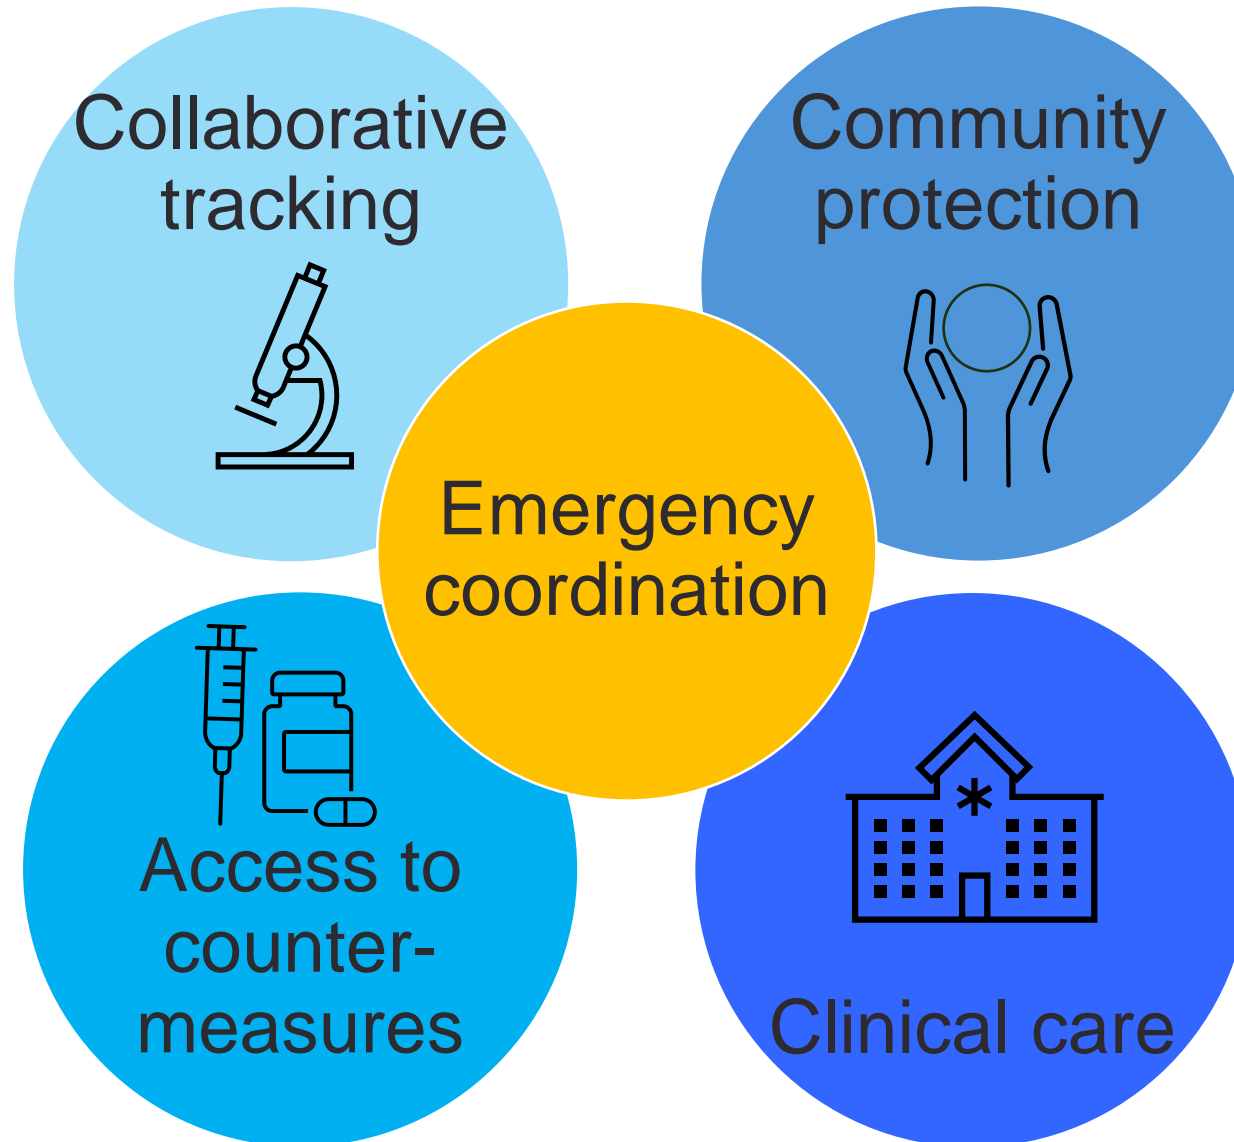 Collaborative
tracking
Community
protection
Emergency
coordination
Access to
counter-
measures
Clinical care